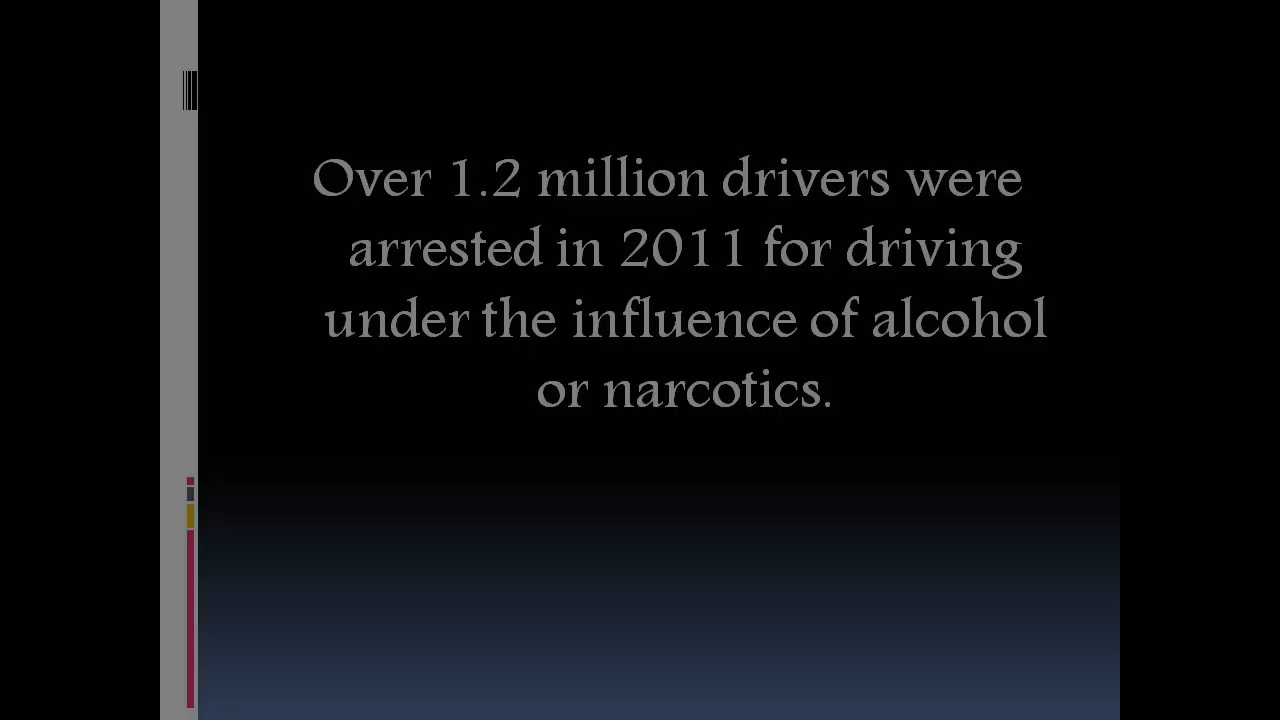 Over 1.2 million drivers were
arrested in 2011 for driving
under the influence of alcohol
or narcotics.